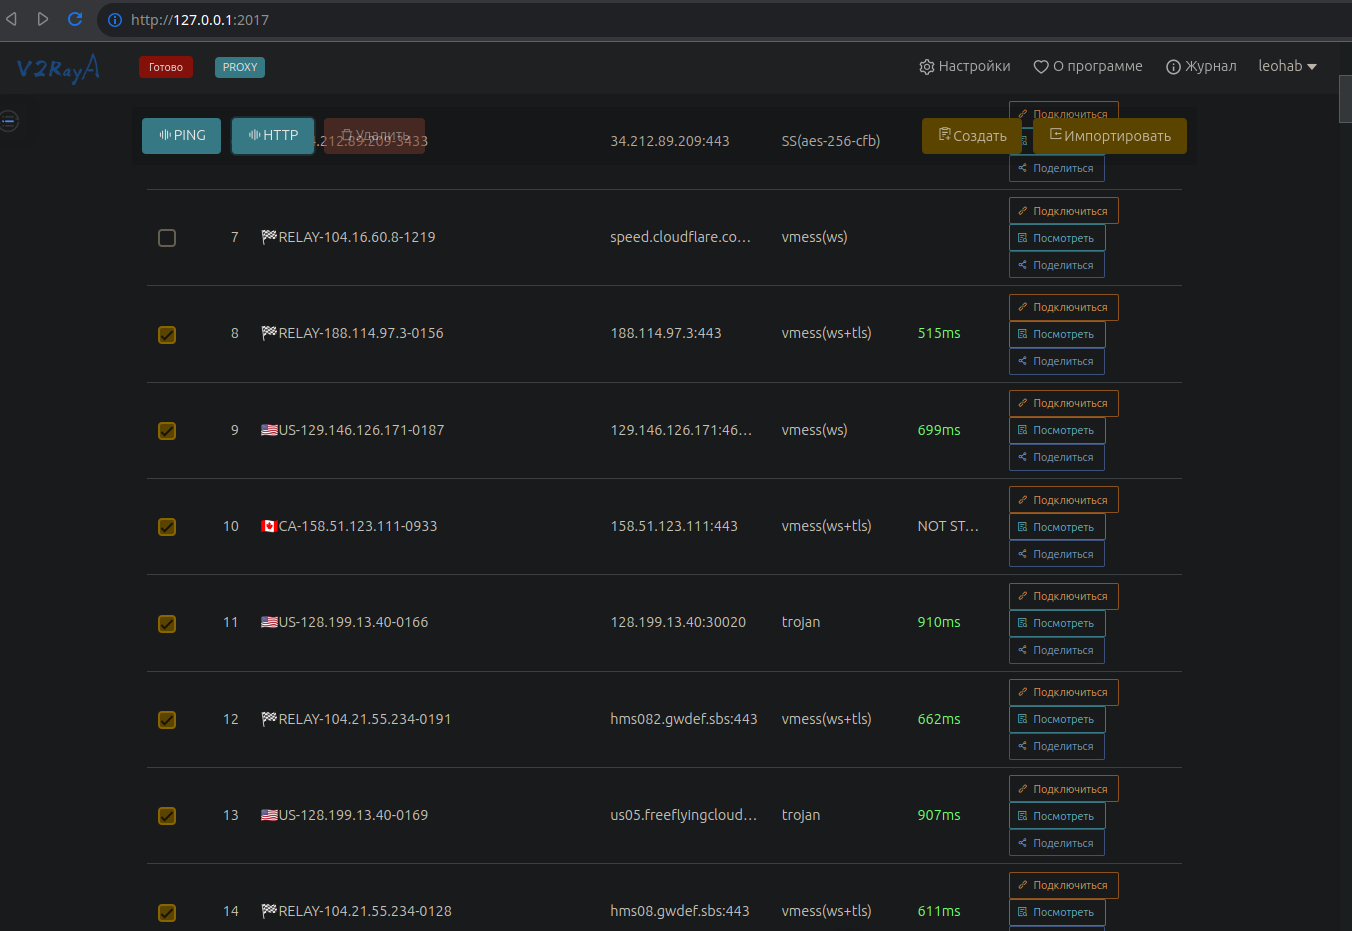 http://127.0.0.1:2017
V2RayA Готово PROXY Настройки О программе Журнал leohab
Подключиться
PING HTTP Удалить Создать Импортировать
4.212.89.209-3433 34.212.89.209:443 SS(aes-256-cfb)
Поделиться
Подключиться
7 RELAY-104.16.60.8-1219 speed.cloudflare.co... vmess(ws) Посмотреть
Поделиться
Подключиться
8 RELAY-188.114.97.3-0156 188.114.97.3:443 vmess(ws+tls) 515ms Посмотреть
Поделиться
Подключиться
9 US-129.146.126.171-0187 129.146.126.171:46... vmess(ws) 699ms Посмотреть
Поделиться
Подключиться
10 CA-158.51.123.111-0933 158.51.123.111:443 vmess(ws+tls) NOT ST... Посмотреть
Поделиться
Подключиться
11 US-128.199.13.40-0166 128.199.13.40:30020 trojan 910ms Посмотреть
Поделиться
Подключиться
12 RELAY-104.21.55.234-0191 hms082.gwdef.sbs:443 vmess(ws+tls) 662ms Посмотреть
Поделиться
Подключиться
13 US-128.199.13.40-0169 us05.freeflyingcloud... trojan 907ms Посмотреть
Поделиться
Подключиться
14 RELAY-104.21.55.234-0128 hms08.gwdef.sbs:443 vmess(ws+tls) 611ms Посмотреть